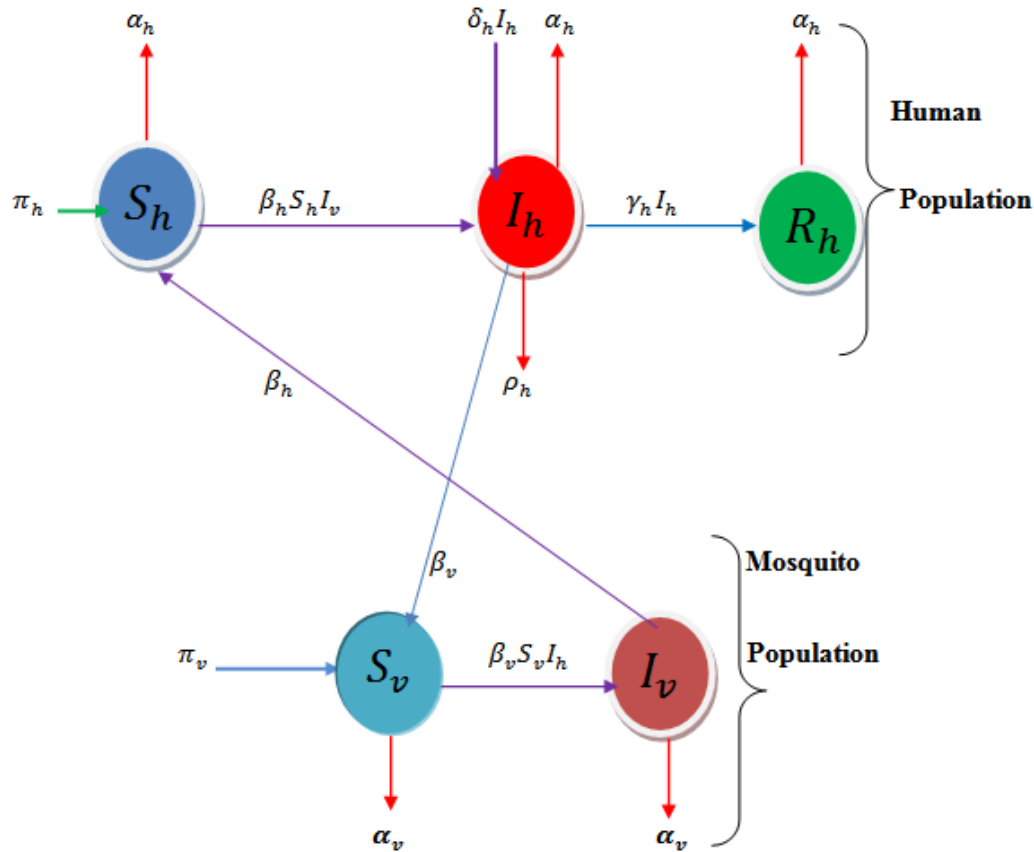 α_h
δ_h I_h
α_h
α_h
Human
Population
π_h
S_h
β_h S_h I_v
I_h
γ_h I_h
R_h
β_h
ρ_h
β_v
Mosquito
Population
π_v
S_v
β_v S_v I_h
I_v
α_v
α_v